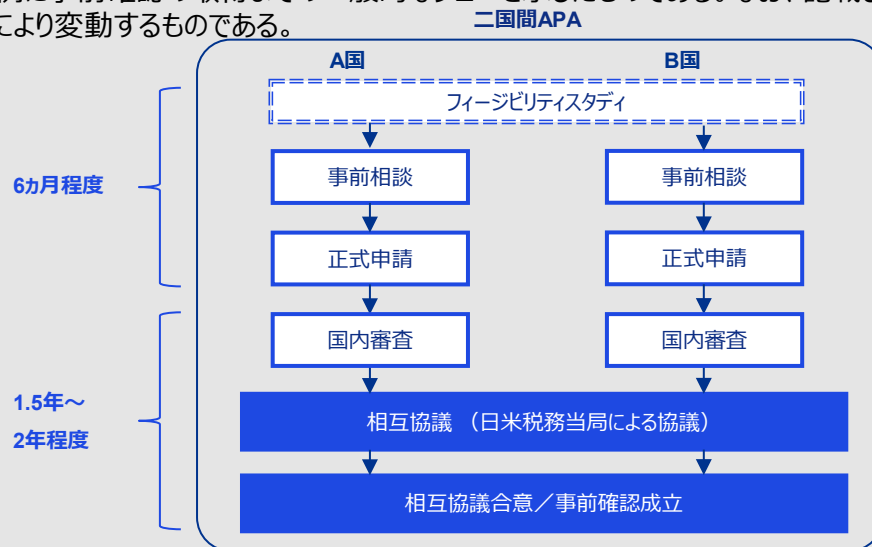 により変動するものである。
二国間APA
A国
B国
フィージビリティスタディ
6ヵ月程度
事前相談
事前相談
正式申請
正式申請
国内審査
国内審査
1.5年～
2年程度
相互協議 （日米税務当局による協議）
相互協議合意／事前確認成立